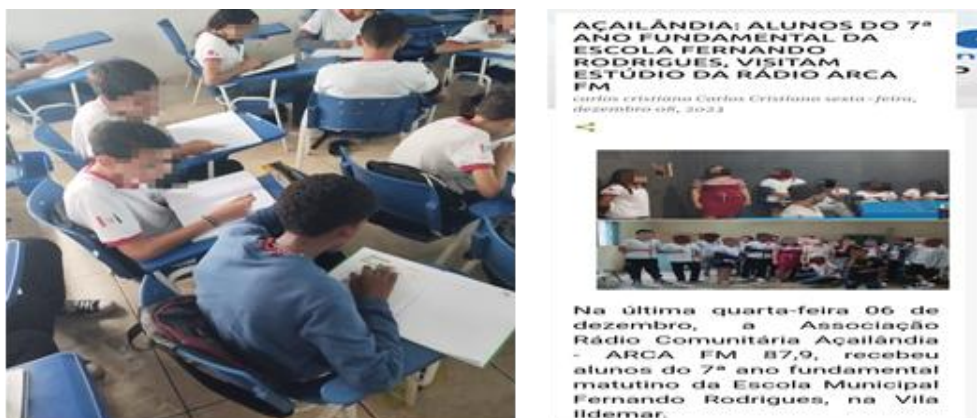 AÇAILÂNDIA: ALUNOS DO 7ª
ANO FUNDAMENTAL DA
ESCOLA FERNANDO
RODRIGUES, VISITAM
ESTÚDIO DA RÁDIO ARCA
FM
carlos cristiano Carlos Cristiano sexta-feira,
dezembro 08, 2023
Na última quarta-feira 06 de
dezembro, a Associação
Rádio Comunitária Açailândia
- ARCA FM 87,9, recebeu
alunos do 7ª ano fundamental
matutino da Escola Municipal
Fernando Rodrigues, na Vila
Ildemar.